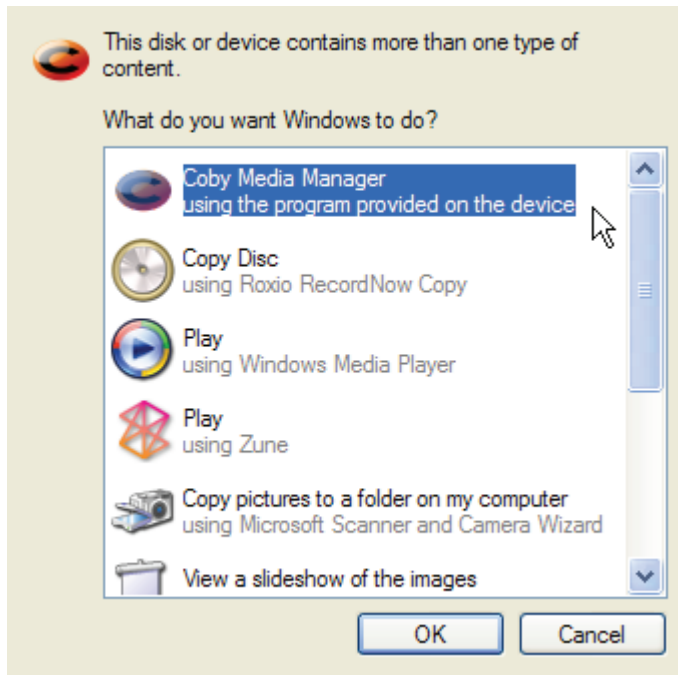 This disk or device contains more than one type of
content.
What do you want Windows to do?
Coby Media Manager
using the program provided on the device
Copy Disc
using Roxio RecordNow Copy
Play
using Windows Media Player
Play
using Zune
Copy pictures to a folder on my computer
using Microsoft Scanner and Camera Wizard
View a slideshow of the images
OK
Cancel